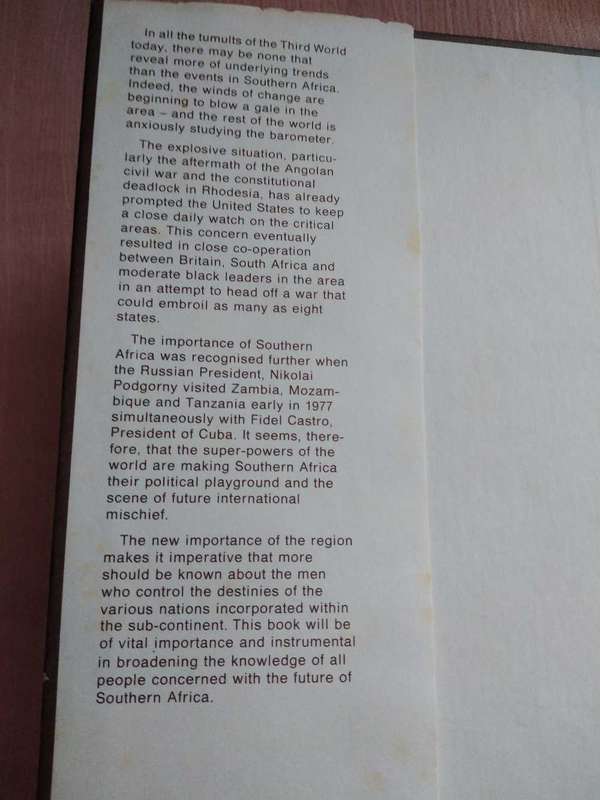 In all the tumults of the Third World
today, there may be none that
reveal more of underlying trends
than the events in Southern Africa.
Indeed, the winds of change are
beginning to blow a gale in the
area – and the rest of the world is
anxiously studying the barometer.
The explosive situation, particu-
larly the aftermath of the Angolan
civil war and the constitutional
deadlock in Rhodesia, has already
prompted the United States to keep
a close daily watch on the critical
areas. This concern eventually
resulted in close co-operation
between Britain, South Africa and
moderate black leaders in the area
in an attempt to head off a war that
could embroil as many as eight
states.
The importance of Southern
Africa was recognised further when
the Russian President, Nikolai
Podgorny visited Zambia, Mozam-
bique and Tanzania early in 1977
simultaneously with Fidel Castro,
President of Cuba. It seems, there-
fore, that the super-powers of the
world are making Southern Africa
their political playground and the
scene of future international
mischief.
The new importance of the region
makes it imperative that more
should be known about the men
who control the destinies of the
various nations incorporated within
the sub-continent. This book will be
of vital importance and instrumental
in broadening the knowledge of all
people concerned with the future of
Southern Africa.